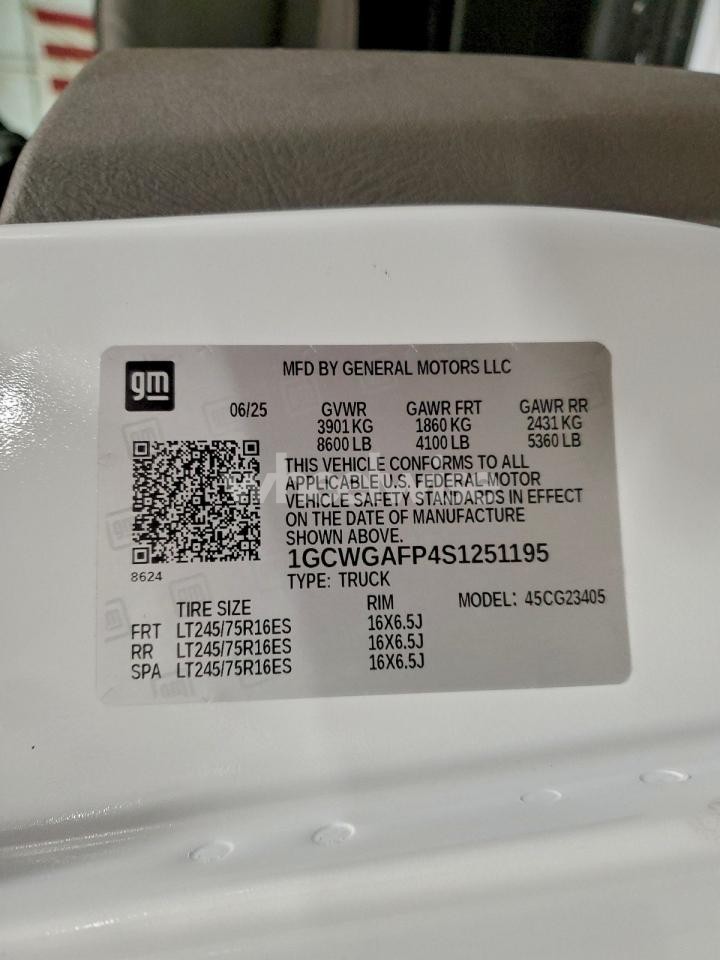 gm
MFD BY GENERAL MOTORS LLC
06/25 GVWR GAWR FRT GAWR RR
3901 KG 1860 KG 2431 KG
8600 LB 4100 LB 5360 LB
THIS VEHICLE CONFORMS TO ALL
APPLICABLE U.S. FEDERAL MOTOR
VEHICLE SAFETY STANDARDS IN EFFECT
ON THE DATE OF MANUFACTURE
SHOWN ABOVE.
1GCWGAFP4S1251195
8624
TYPE: TRUCK
TIRE SIZE RIM MODEL: 45CG23405
FRT LT245/75R16ES 16X6.5J
RR LT245/75R16ES 16X6.5J
SPA LT245/75R16ES 16X6.5J